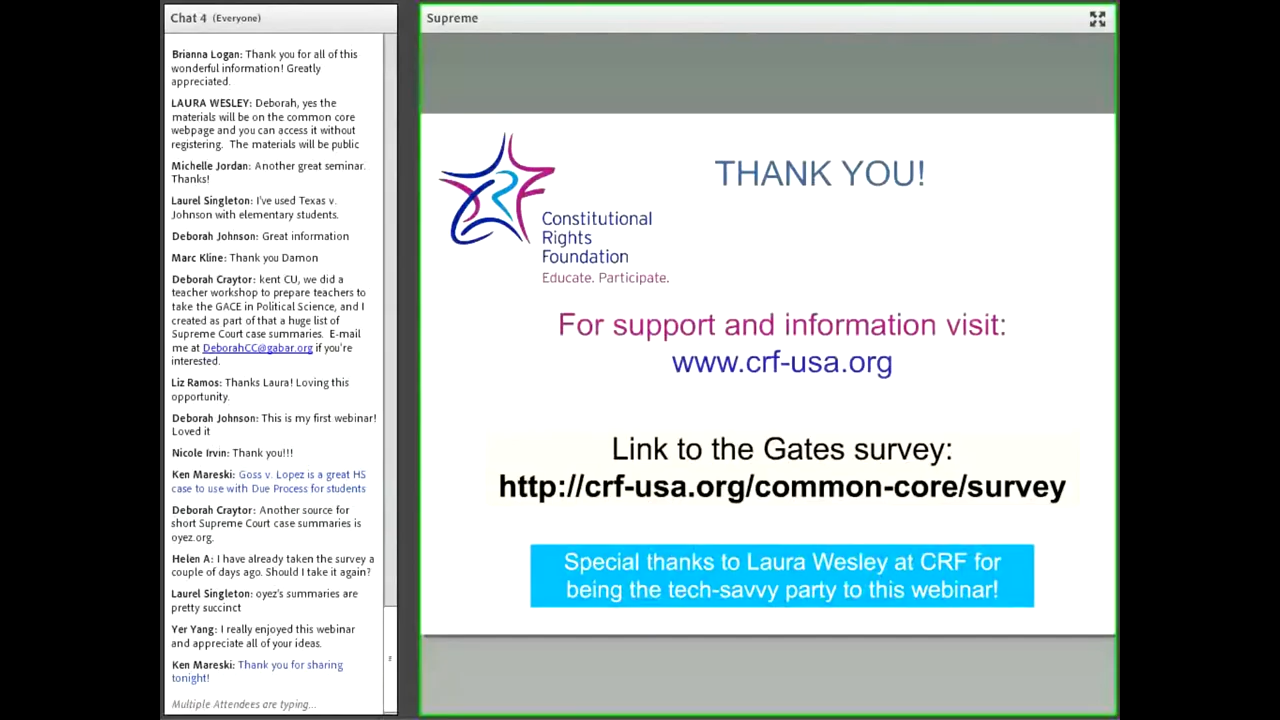 Chat 4 (Everyone)
Brianna Logan: Thank you for all of this
wonderful information! Greatly
appreciated.
LAURA WESLEY: Deborah, yes the
materials will be on the common core
webpage and you can access it without
registering. The materials will be public
Michelle Jordan: Another great seminar.
Thanks!
Laurel Singleton: I've used Texas v.
Johnson with elementary students.
Deborah Johnson: Great information
Marc Kline: Thank you Damon
Deborah Craytor: kent CU, we did a
teacher workshop to prepare teachers to
take the GACE in Political Science, and I
created as part of that a huge list of
Supreme Court case summaries. E-mail
me at DeborahCC@gabar.org if you're
interested.
Liz Ramos: Thanks Laura! Loving this
opportunity.
Deborah Johnson: This is my first webinar!
Loved it
Nicole Irvin: Thank you!!!
Ken Mareski: Goss v. Lopez is a great HS
case to use with Due Process for students
Deborah Craytor: Another source for
short Supreme Court case summaries is
oyez.org.
Helen A: I have already taken the survey a
couple of days ago. Should I take it again?
Laurel Singleton: oyez's summaries are
pretty succinct
Yer Yang: I really enjoyed this webinar
and appreciate all of your ideas.
Ken Mareski: Thank you for sharing
tonight!
Multiple Attendees are typing...
Supreme
THANK YOU!
CRF
Constitutional
Rights
Foundation
Educate. Participate.
For support and information visit:
www.crf-usa.org
Link to the Gates survey:
http://crf-usa.org/common-core/survey
Special thanks to Laura Wesley at CRF for
being the tech-savvy party to this webinar!